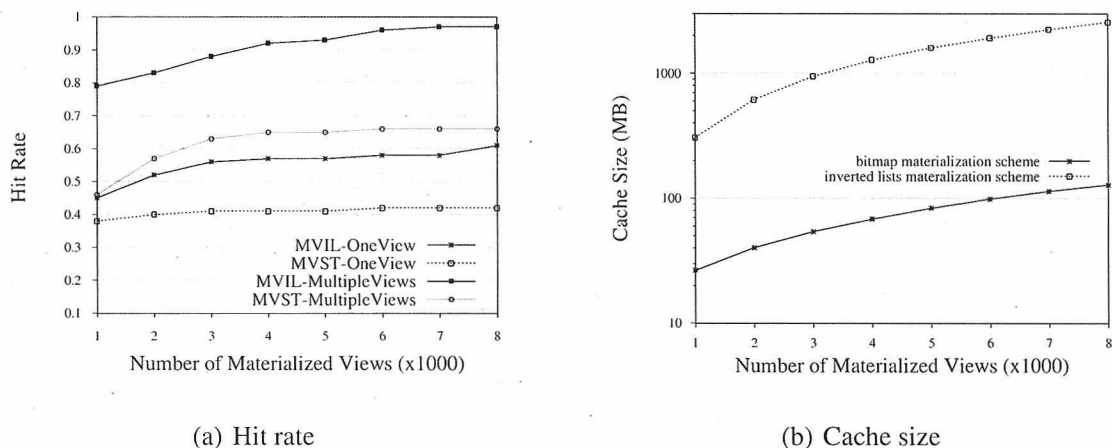 1
0.9
0.8
0.7
0.6
0.5
0.4
0.3
0.2
0.1
Hit Rate
MVIL-OneView
MVST-OneView
MVIL-MultipleViews
MVST-MultipleViews
1 2 3 4 5 6 7 8
Number of Materialized Views (x1000)
(a) Hit rate
1000
100
10
Cache Size (MB)
bitmap materialization scheme
inverted lists materalization scheme
1 2 3 4 5 6 7 8
Number of Materialized Views (x1000)
(b) Cache size